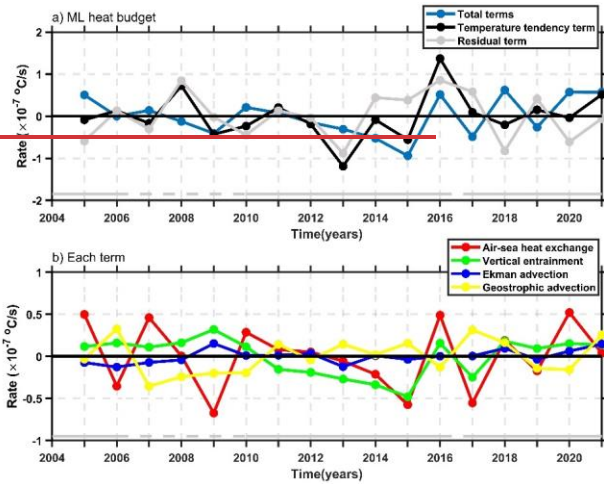 a) ML heat budget
Total terms
Temperature tendency term
Residual term
2
1
0
-1
-2
Rate (×10⁻⁷ °C/s)
2004 2006 2008 2010 2012 2014 2016 2018 2020
Time(years)
b) Each term
Air-sea heat exchange
Vertical entrainment
Ekman advection
Geostrophic advection
1
0.5
0
-0.5
-1
Rate (×10⁻⁷ °C/s)
2004 2006 2008 2010 2012 2014 2016 2018 2020
Time(years)